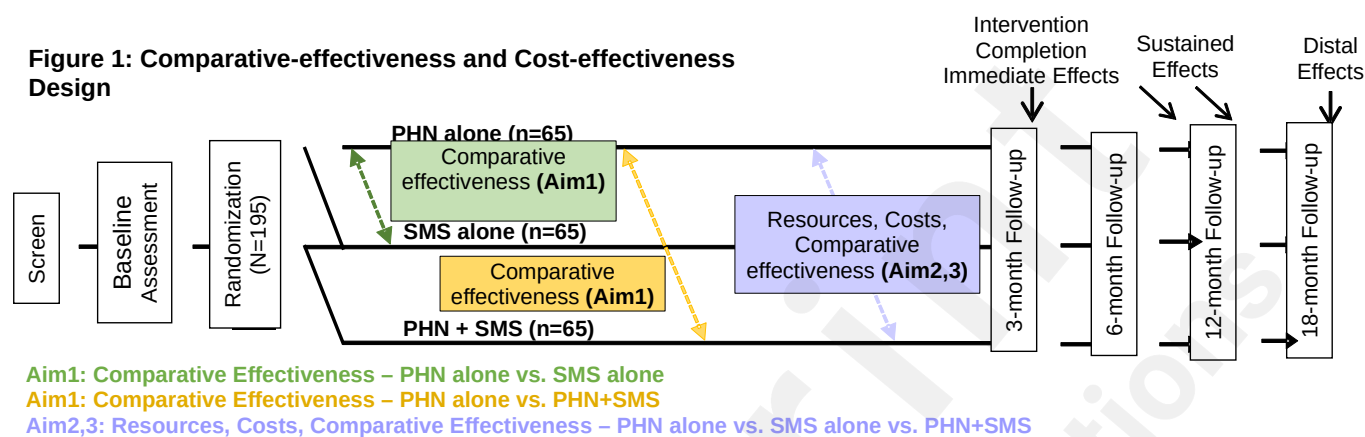 Figure 1: Comparative-effectiveness and Cost-effectiveness
Design
Intervention
Completion
Immediate Effects
Sustained
Effects
Distal
Effects
Screen
Baseline
Assessment
Randomization
(N=195)
PHN alone (n=65)
Comparative
effectiveness (Aim1)
SMS alone (n=65)
Comparative
effectiveness (Aim1)
PHN + SMS (n=65)
Resources, Costs,
Comparative
effectiveness (Aim2,3)
3-month Follow-up
6-month Follow-up
12-month Follow-up
18-month Follow-up
Aim1: Comparative Effectiveness – PHN alone vs. SMS alone
Aim1: Comparative Effectiveness – PHN alone vs. PHN+SMS
Aim2,3: Resources, Costs, Comparative Effectiveness – PHN alone vs. SMS alone vs. PHN+SMS